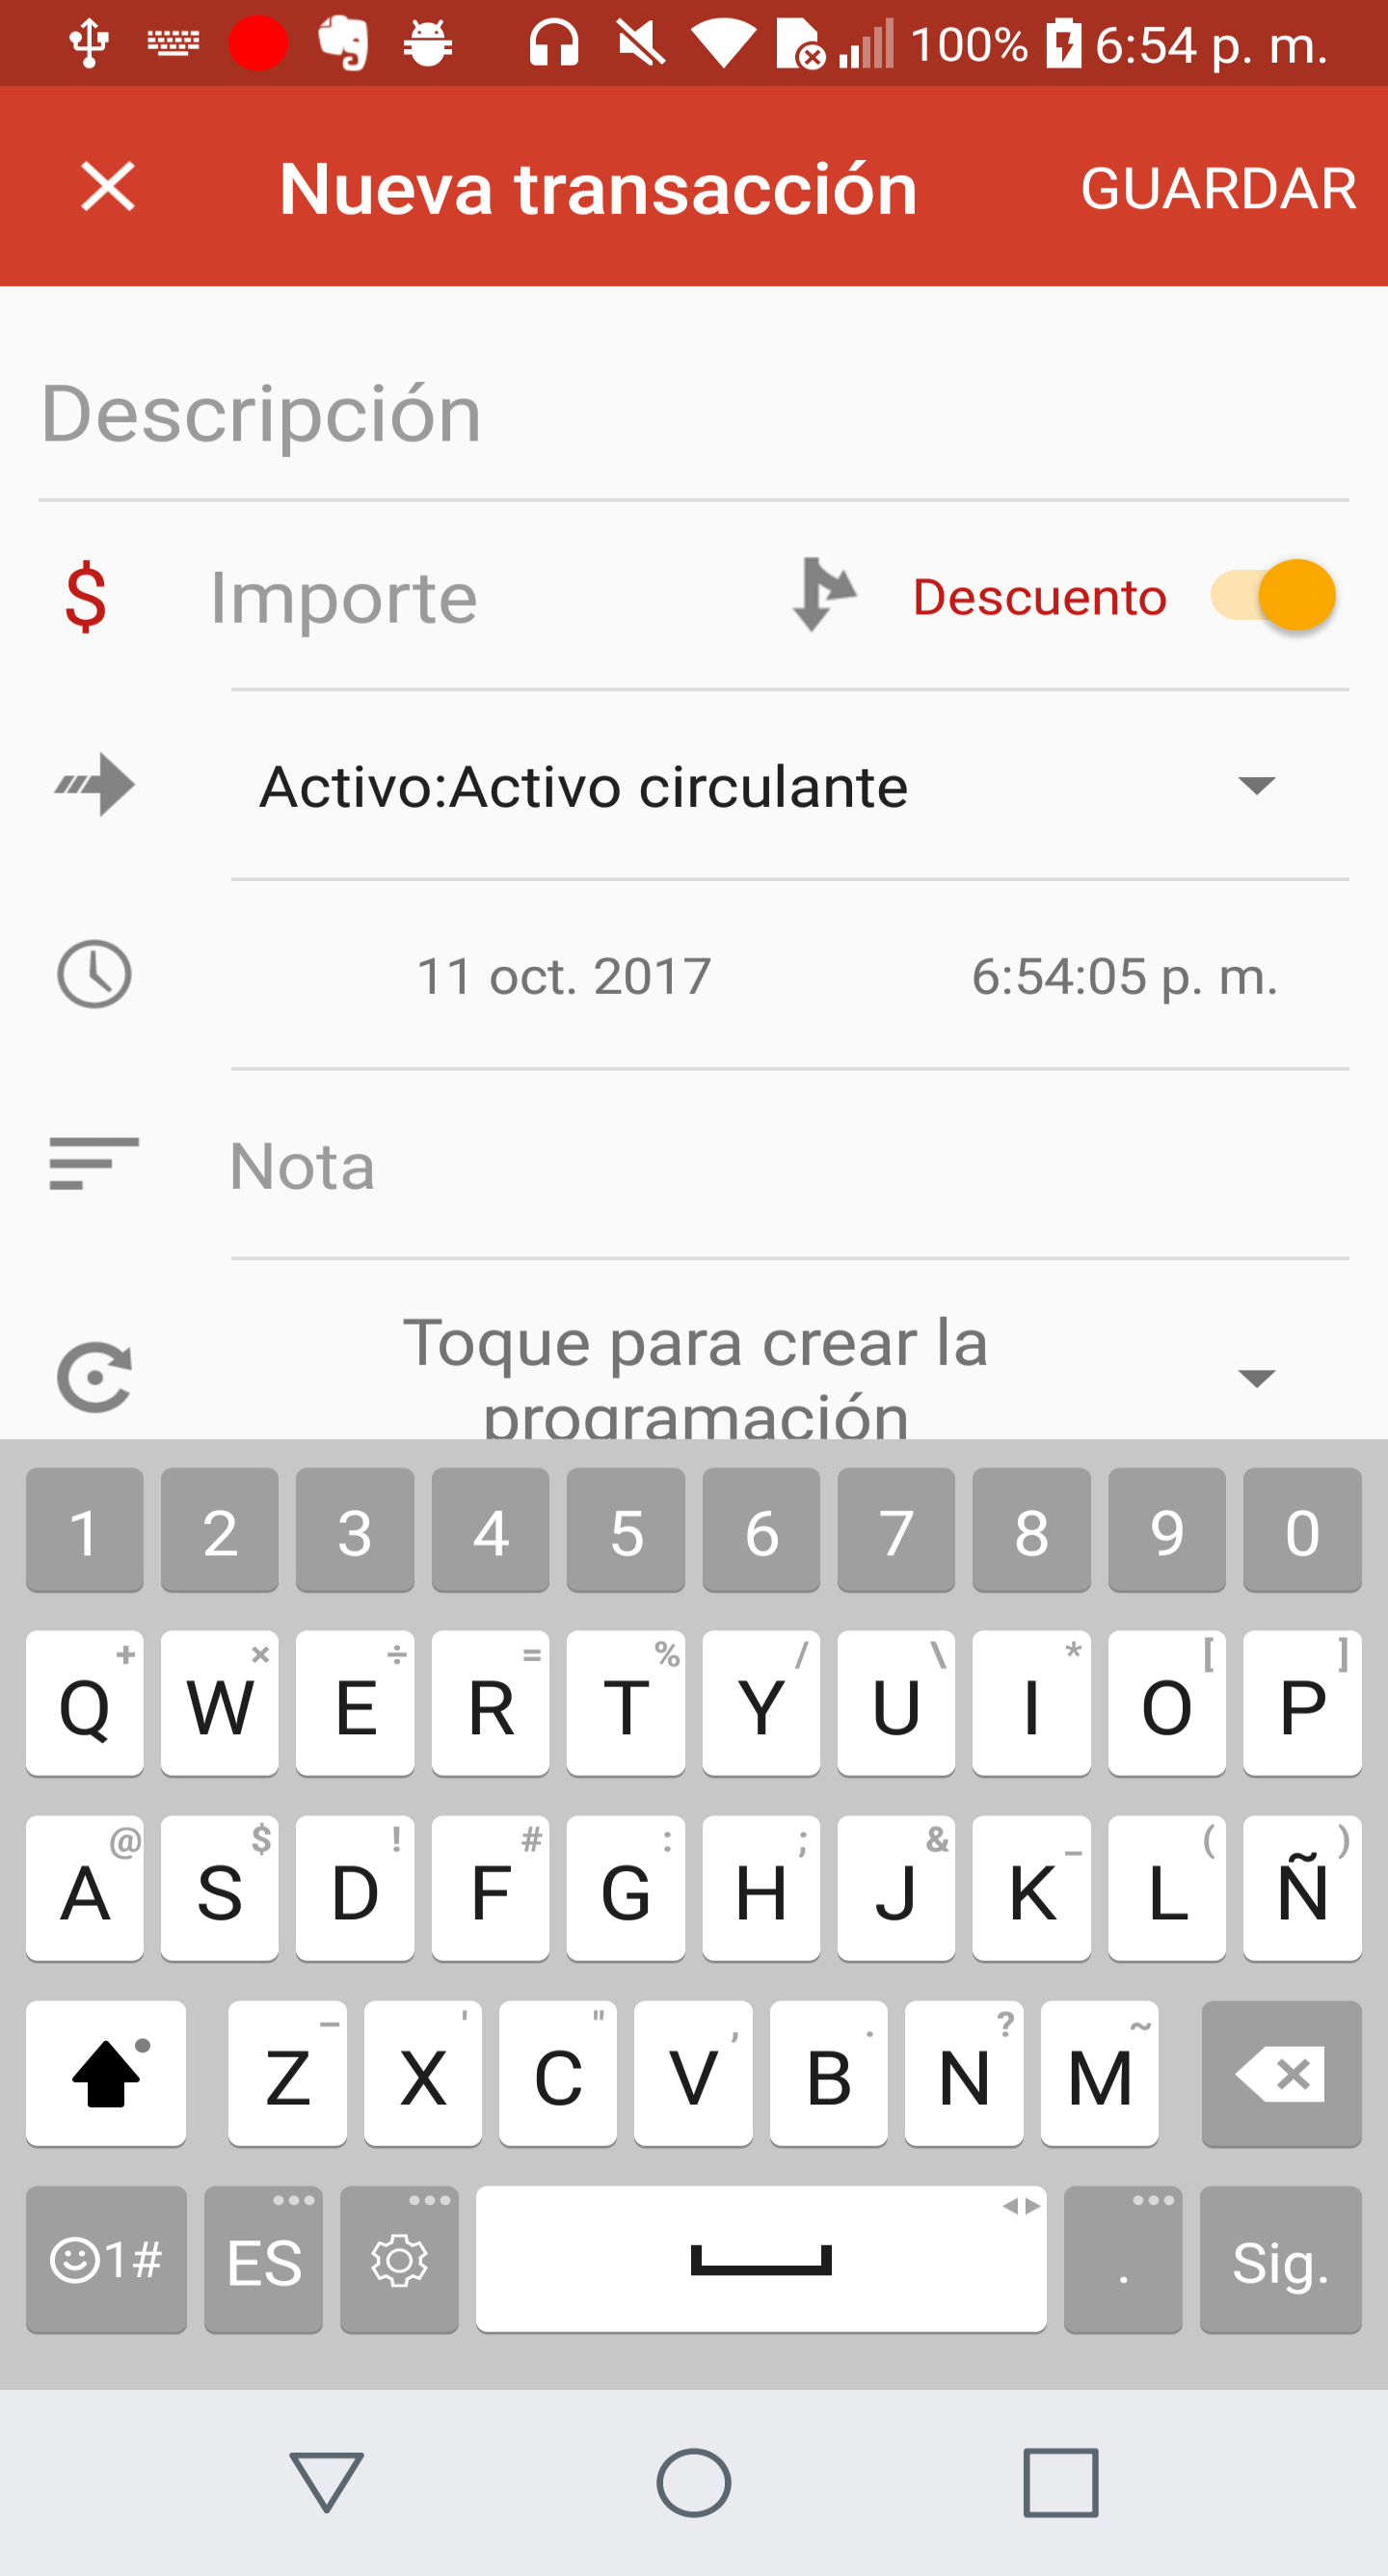 100% 6:54 p. m.
Nueva transacción GUARDAR
Descripción
$ Importe Descuento
Activo:Activo circulante
11 oct. 2017 6:54:05 p. m.
Nota
Toque para crear la
programación
1 2 3 4 5 6 7 8 9 0
+ × ÷ = % / \ * [ ]
Q W E R T Y U I O P
@ $ ! # : ; & _ ( )
A S D F G H J K L Ñ
– ' " , . ? ~
Z X C V B N M
1# ES . Sig.